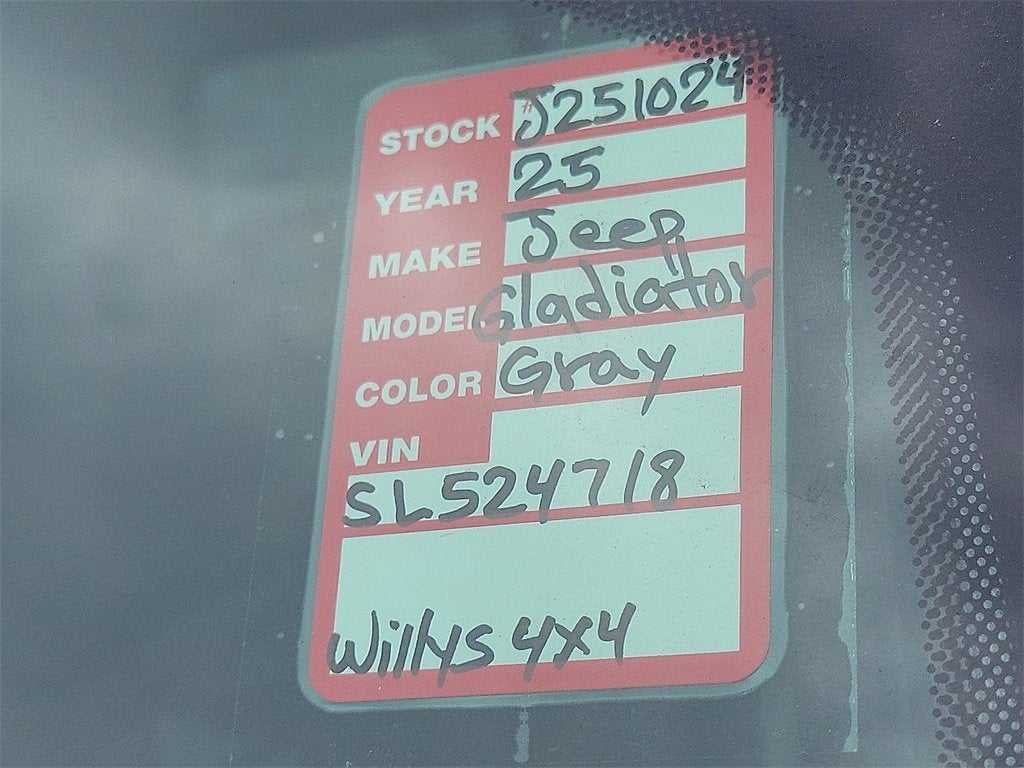 STOCK # J251024
YEAR 25
MAKE Jeep
MODEL Gladiator
COLOR Gray
VIN
SL524718
Willys 4x4